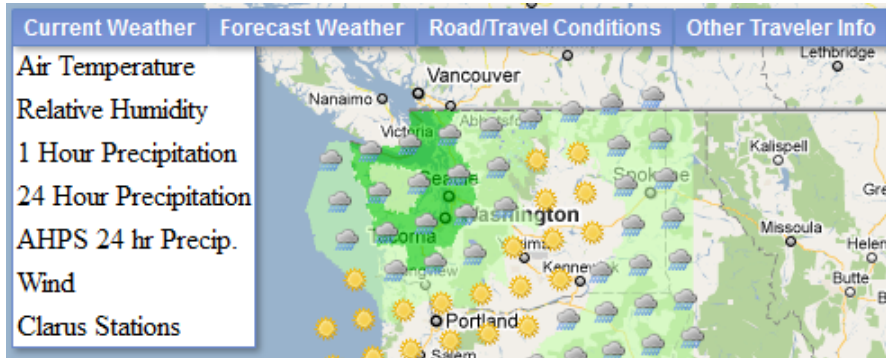 Current Weather
Forecast Weather
Road/Travel Conditions
Other Traveler Info
Air Temperature
Relative Humidity
1 Hour Precipitation
24 Hour Precipitation
AHPS 24 hr Precip.
Wind
Clarus Stations
Lethbridge
Vancouver
Nanaimo
Victoria
Kalispell
Seattle
Spokane
Washington
Tacoma
Missoula
Butte
Portland
Salem